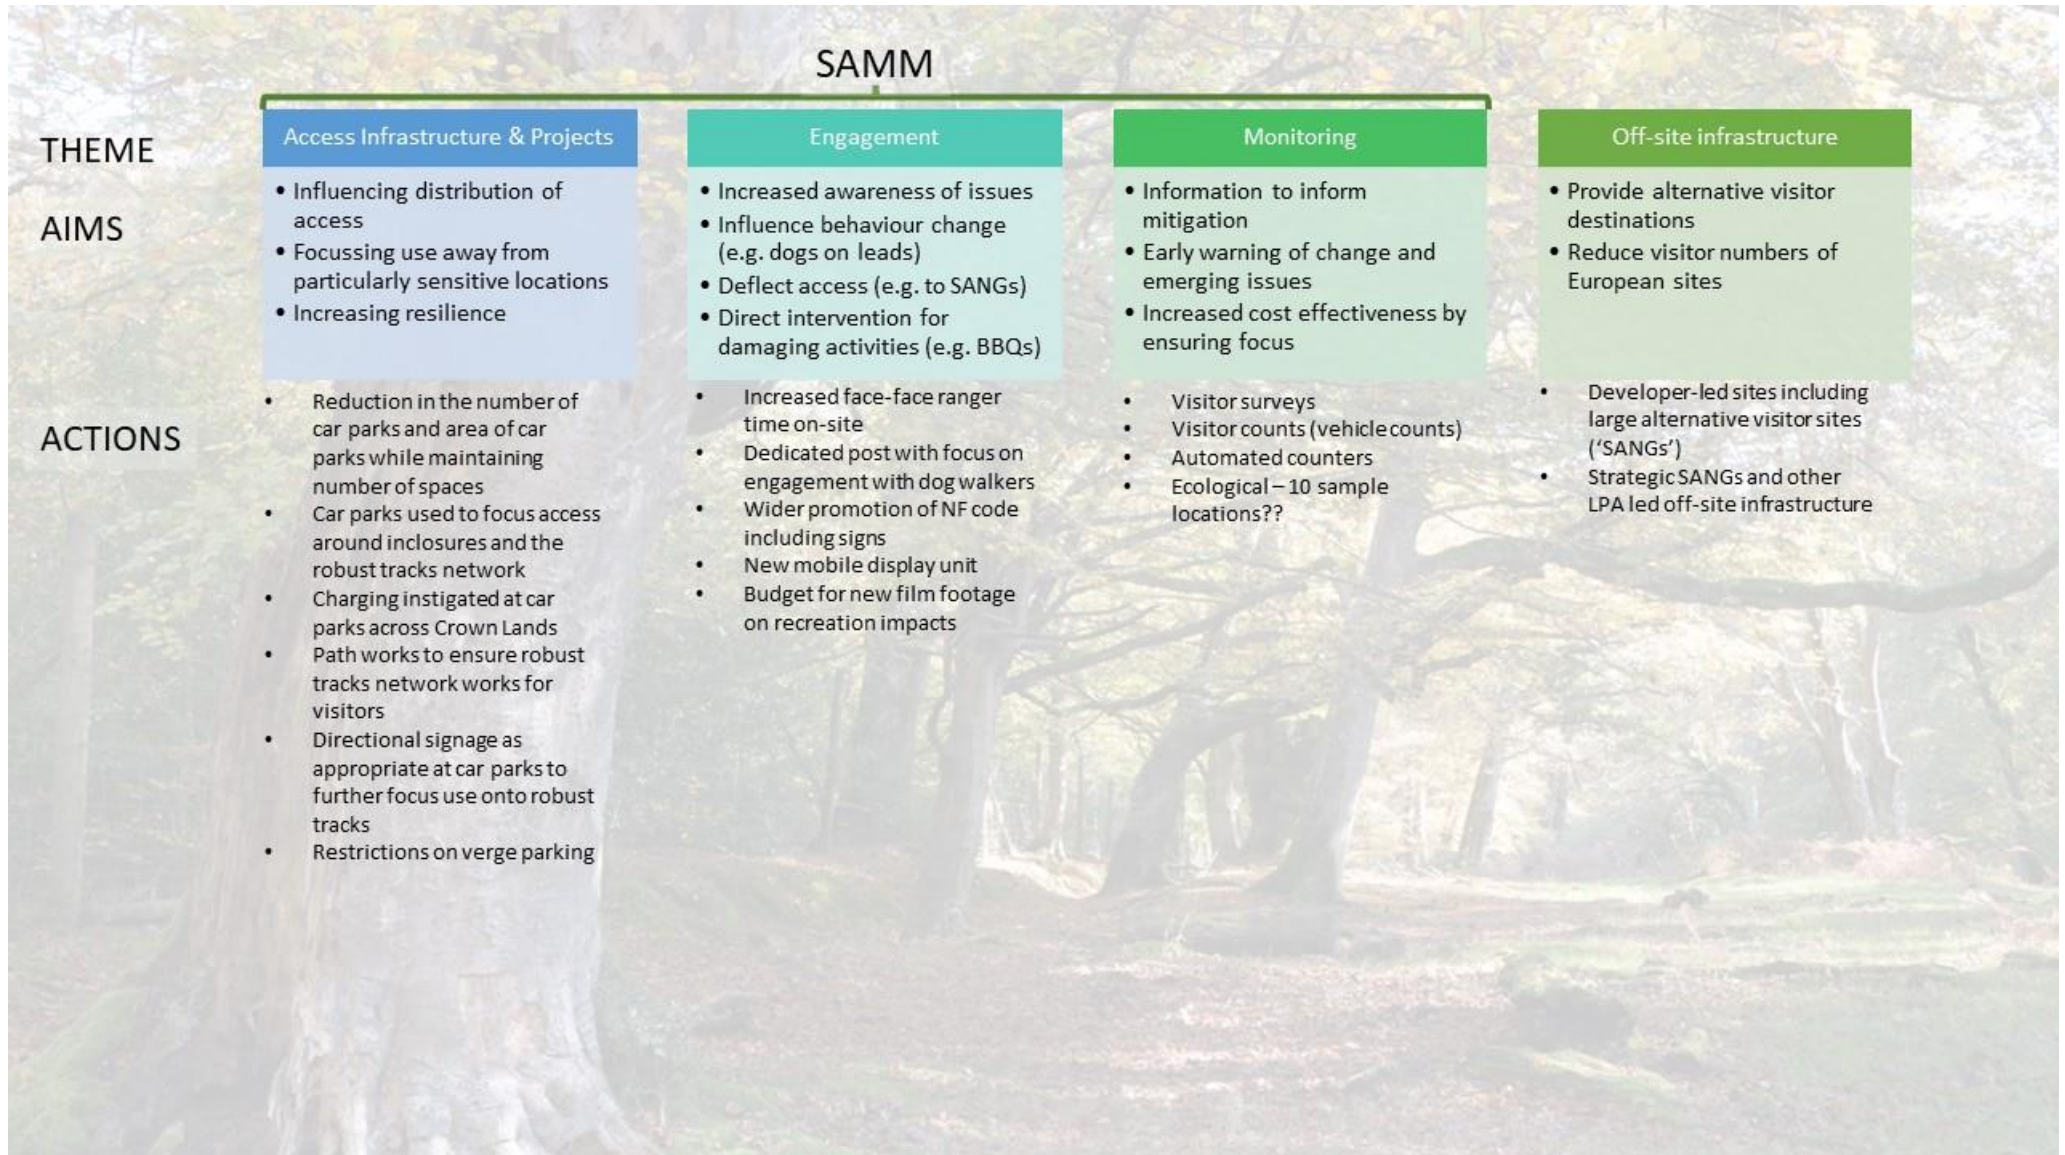 SAMM
THEME
AIMS
ACTIONS
Access Infrastructure & Projects
• Influencing distribution of
access
• Focussing use away from
particularly sensitive locations
• Increasing resilience
• Reduction in the number of
car parks and area of car
parks while maintaining
number of spaces
• Car parks used to focus access
around inclosures and the
robust tracks network
• Charging instigated at car
parks across Crown Lands
• Path works to ensure robust
tracks network works for
visitors
• Directional signage as
appropriate at car parks to
further focus use onto robust
tracks
• Restrictions on verge parking
Engagement
• Increased awareness of issues
• Influence behaviour change
(e.g. dogs on leads)
• Deflect access (e.g. to SANGs)
• Direct intervention for
damaging activities (e.g. BBQs)
• Increased face-face ranger
time on-site
• Dedicated post with focus on
engagement with dog walkers
• Wider promotion of NF code
including signs
• New mobile display unit
• Budget for new film footage
on recreation impacts
Monitoring
• Information to inform
mitigation
• Early warning of change and
emerging issues
• Increased cost effectiveness by
ensuring focus
• Visitor surveys
• Visitor counts (vehicle counts)
• Automated counters
• Ecological – 10 sample
locations??
Off-site infrastructure
• Provide alternative visitor
destinations
• Reduce visitor numbers of
European sites
• Developer-led sites including
large alternative visitor sites
(‘SANGs’)
• Strategic SANGs and other
LPA led off-site infrastructure